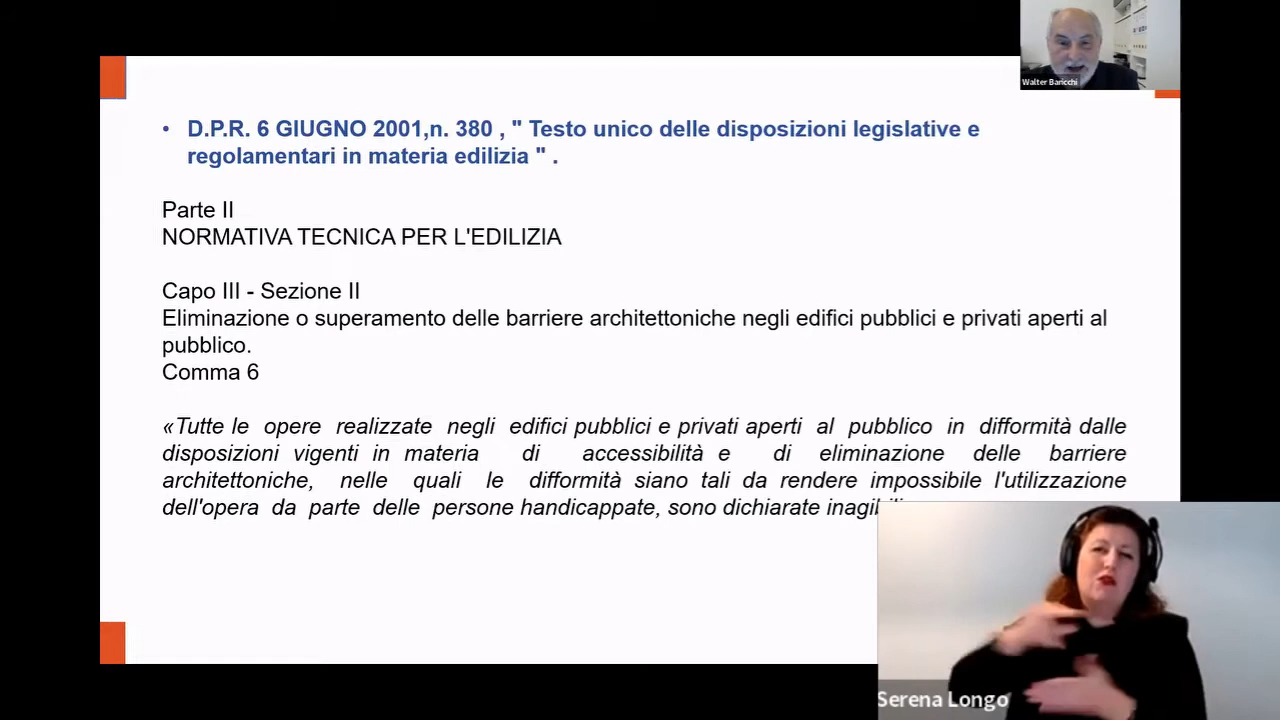 Walter Baricchi
• D.P.R. 6 GIUGNO 2001,n. 380 , " Testo unico delle disposizioni legislative e
regolamentari in materia edilizia " .
Parte II
NORMATIVA TECNICA PER L'EDILIZIA
Capo III - Sezione II
Eliminazione o superamento delle barriere architettoniche negli edifici pubblici e privati aperti al
pubblico.
Comma 6
«Tutte le opere realizzate negli edifici pubblici e privati aperti al pubblico in difformità dalle
disposizioni vigenti in materia di accessibilità e di eliminazione delle barriere
architettoniche, nelle quali le difformità siano tali da rendere impossibile l'utilizzazione
dell'opera da parte delle persone handicappate, sono dichiarate
Serena Longo